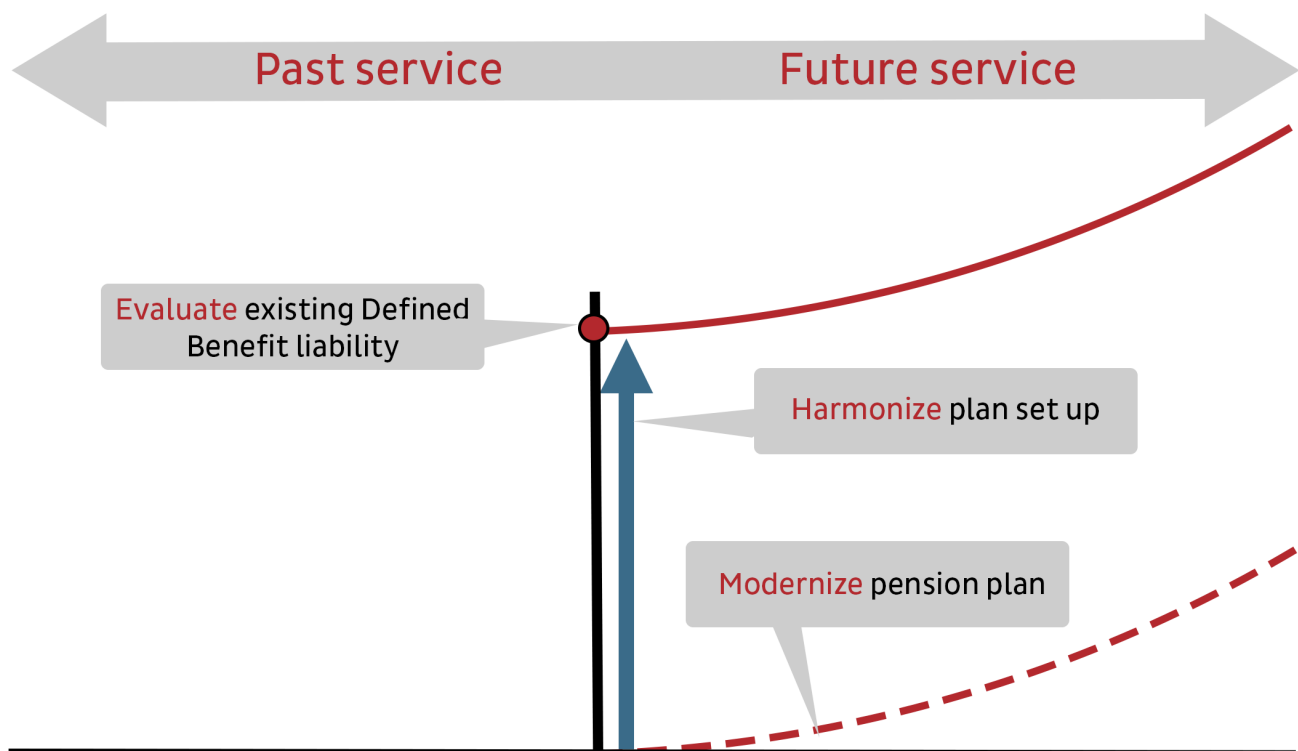 Past service
Future service
Evaluate existing Defined
Benefit liability
Harmonize plan set up
Modernize pension plan